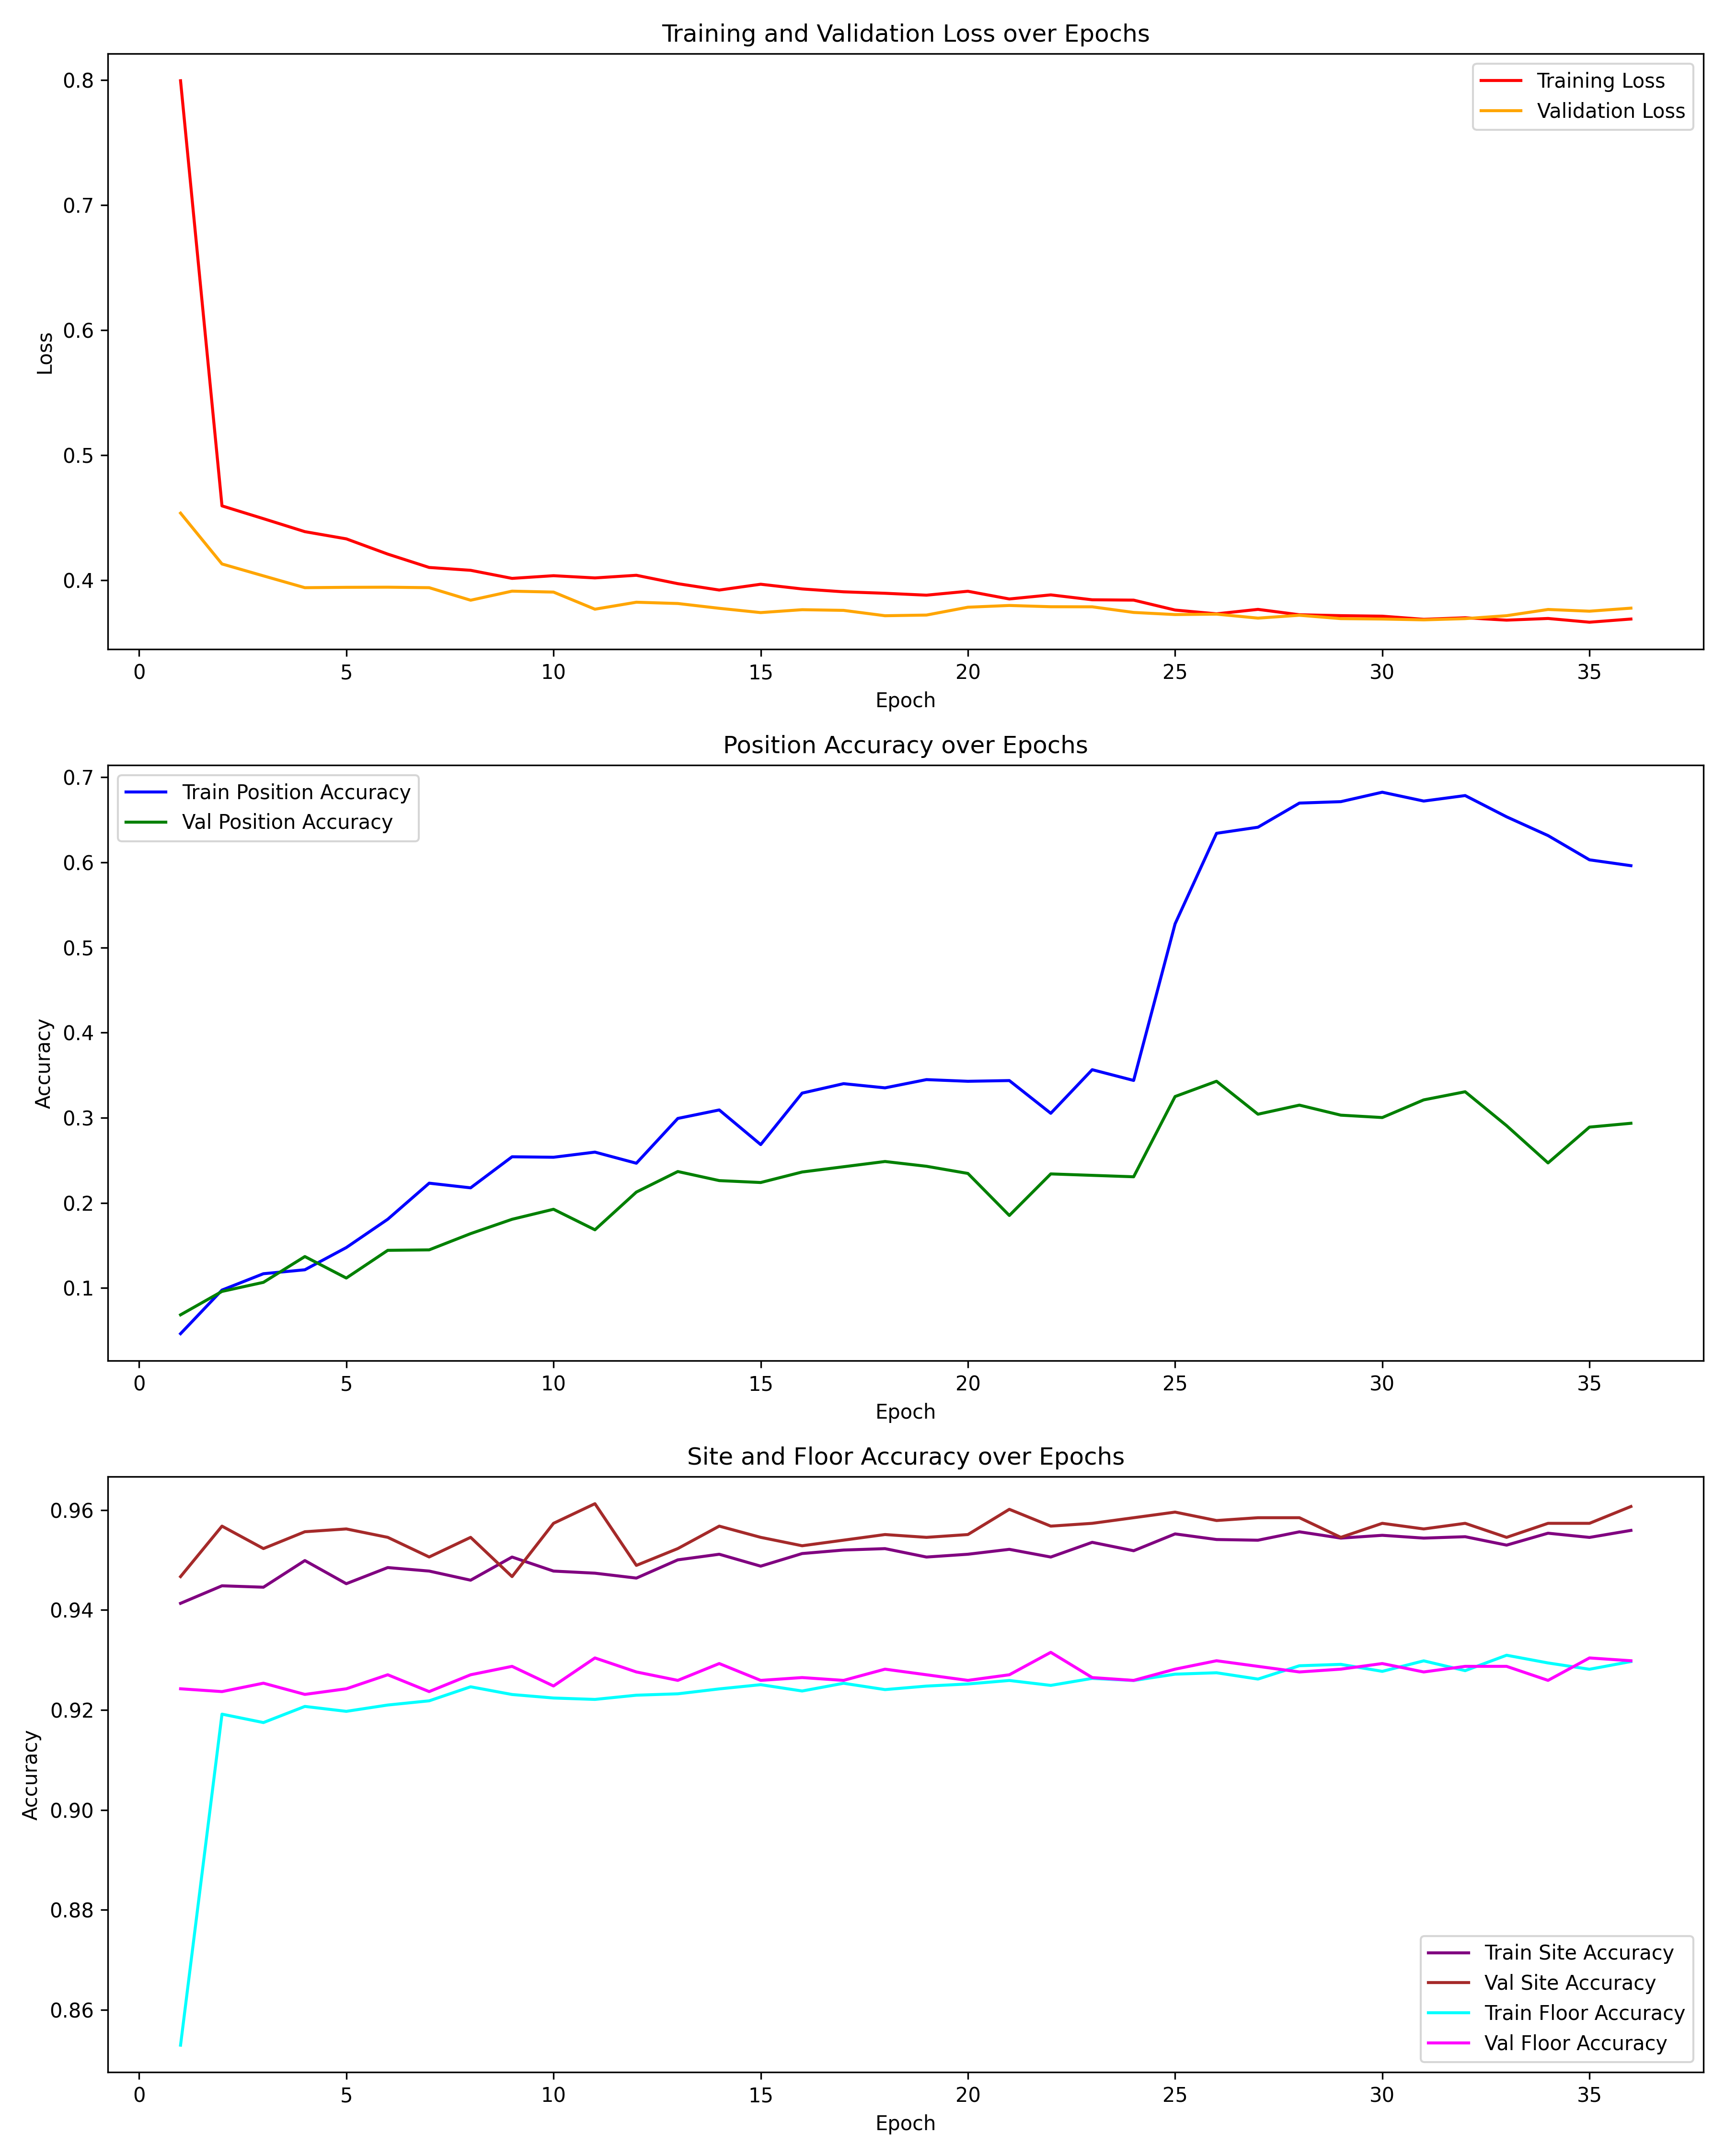 Training and Validation Loss over Epochs
Training Loss
Validation Loss
0.8
0.7
0.6
0.5
0.4
Loss
0 5 10 15 20 25 30 35
Epoch
Position Accuracy over Epochs
Train Position Accuracy
Val Position Accuracy
0.7
0.6
0.5
0.4
0.3
0.2
0.1
Accuracy
0 5 10 15 20 25 30 35
Epoch
Site and Floor Accuracy over Epochs
0.96
0.94
0.92
0.90
0.88
0.86
Accuracy
Train Site Accuracy
Val Site Accuracy
Train Floor Accuracy
Val Floor Accuracy
0 5 10 15 20 25 30 35
Epoch